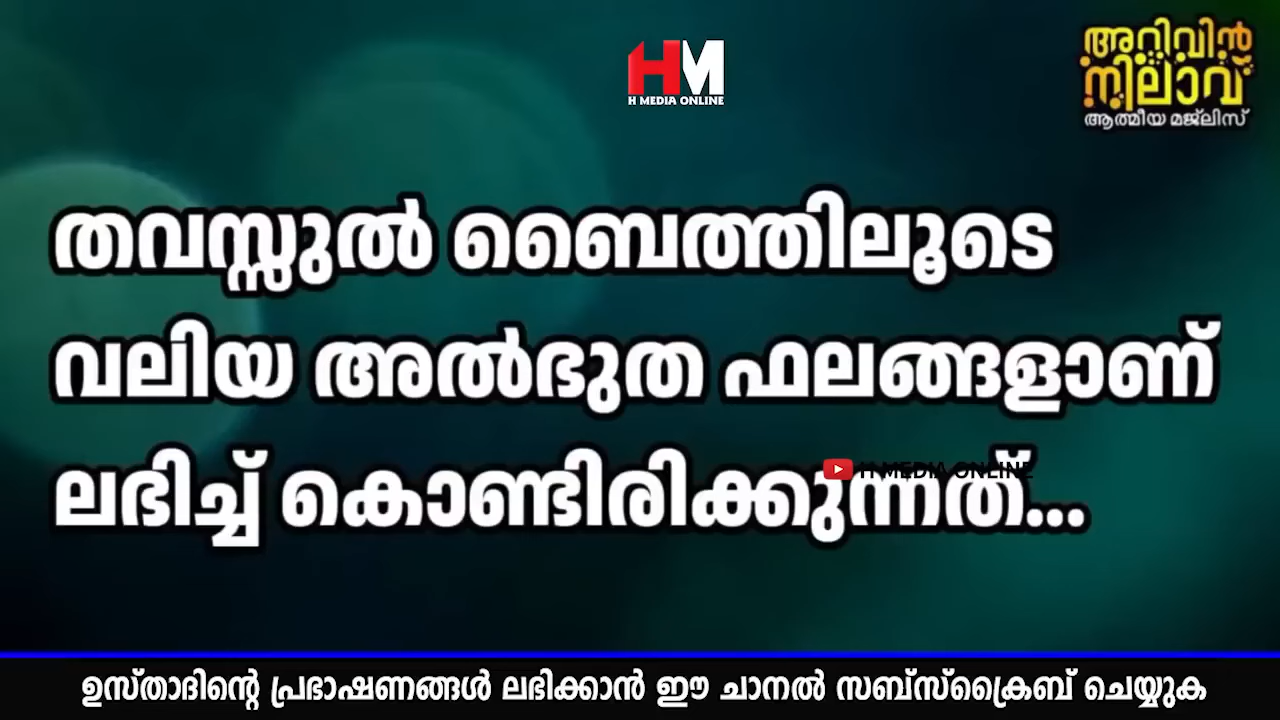 HM
H MEDIA ONLINE
അറിവിൻ
നിലാവ്
ആത്മീയ മജ്‌ലിസ്
തവസ്സുൽ ബൈത്തിലൂടെ
വലിയ അൽഭുത ഫലങ്ങളാണ്
ലഭിച്ച് കൊണ്ടിരിക്കുന്നത്...
H MEDIA ONLINE
ഉസ്താദിന്റെ പ്രഭാഷണങ്ങൾ ലഭിക്കാൻ ഈ ചാനൽ സബ്സ്ക്രൈബ് ചെയ്യുക